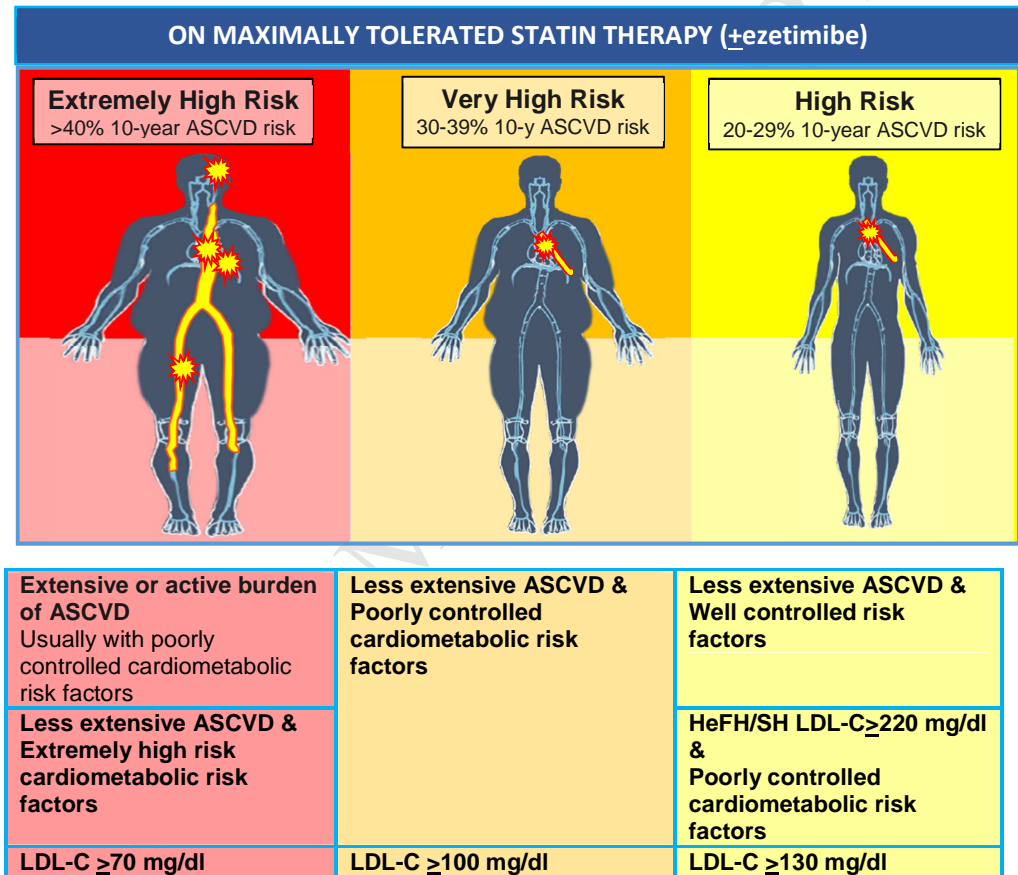 ON MAXIMALLY TOLERATED STATIN THERAPY (+ezetimibe)
Extremely High Risk
>40% 10-year ASCVD risk
Very High Risk
30-39% 10-y ASCVD risk
High Risk
20-29% 10-year ASCVD risk
Extensive or active burden
of ASCVD
Usually with poorly
controlled cardiometabolic
risk factors
Less extensive ASCVD &
Poorly controlled
cardiometabolic risk
factors
Less extensive ASCVD &
Well controlled risk
factors
Less extensive ASCVD &
Extremely high risk
cardiometabolic risk
factors
HeFH/SH LDL-C≥220 mg/dl
&
Poorly controlled
cardiometabolic risk
factors
LDL-C ≥70 mg/dl
LDL-C ≥100 mg/dl
LDL-C ≥130 mg/dl